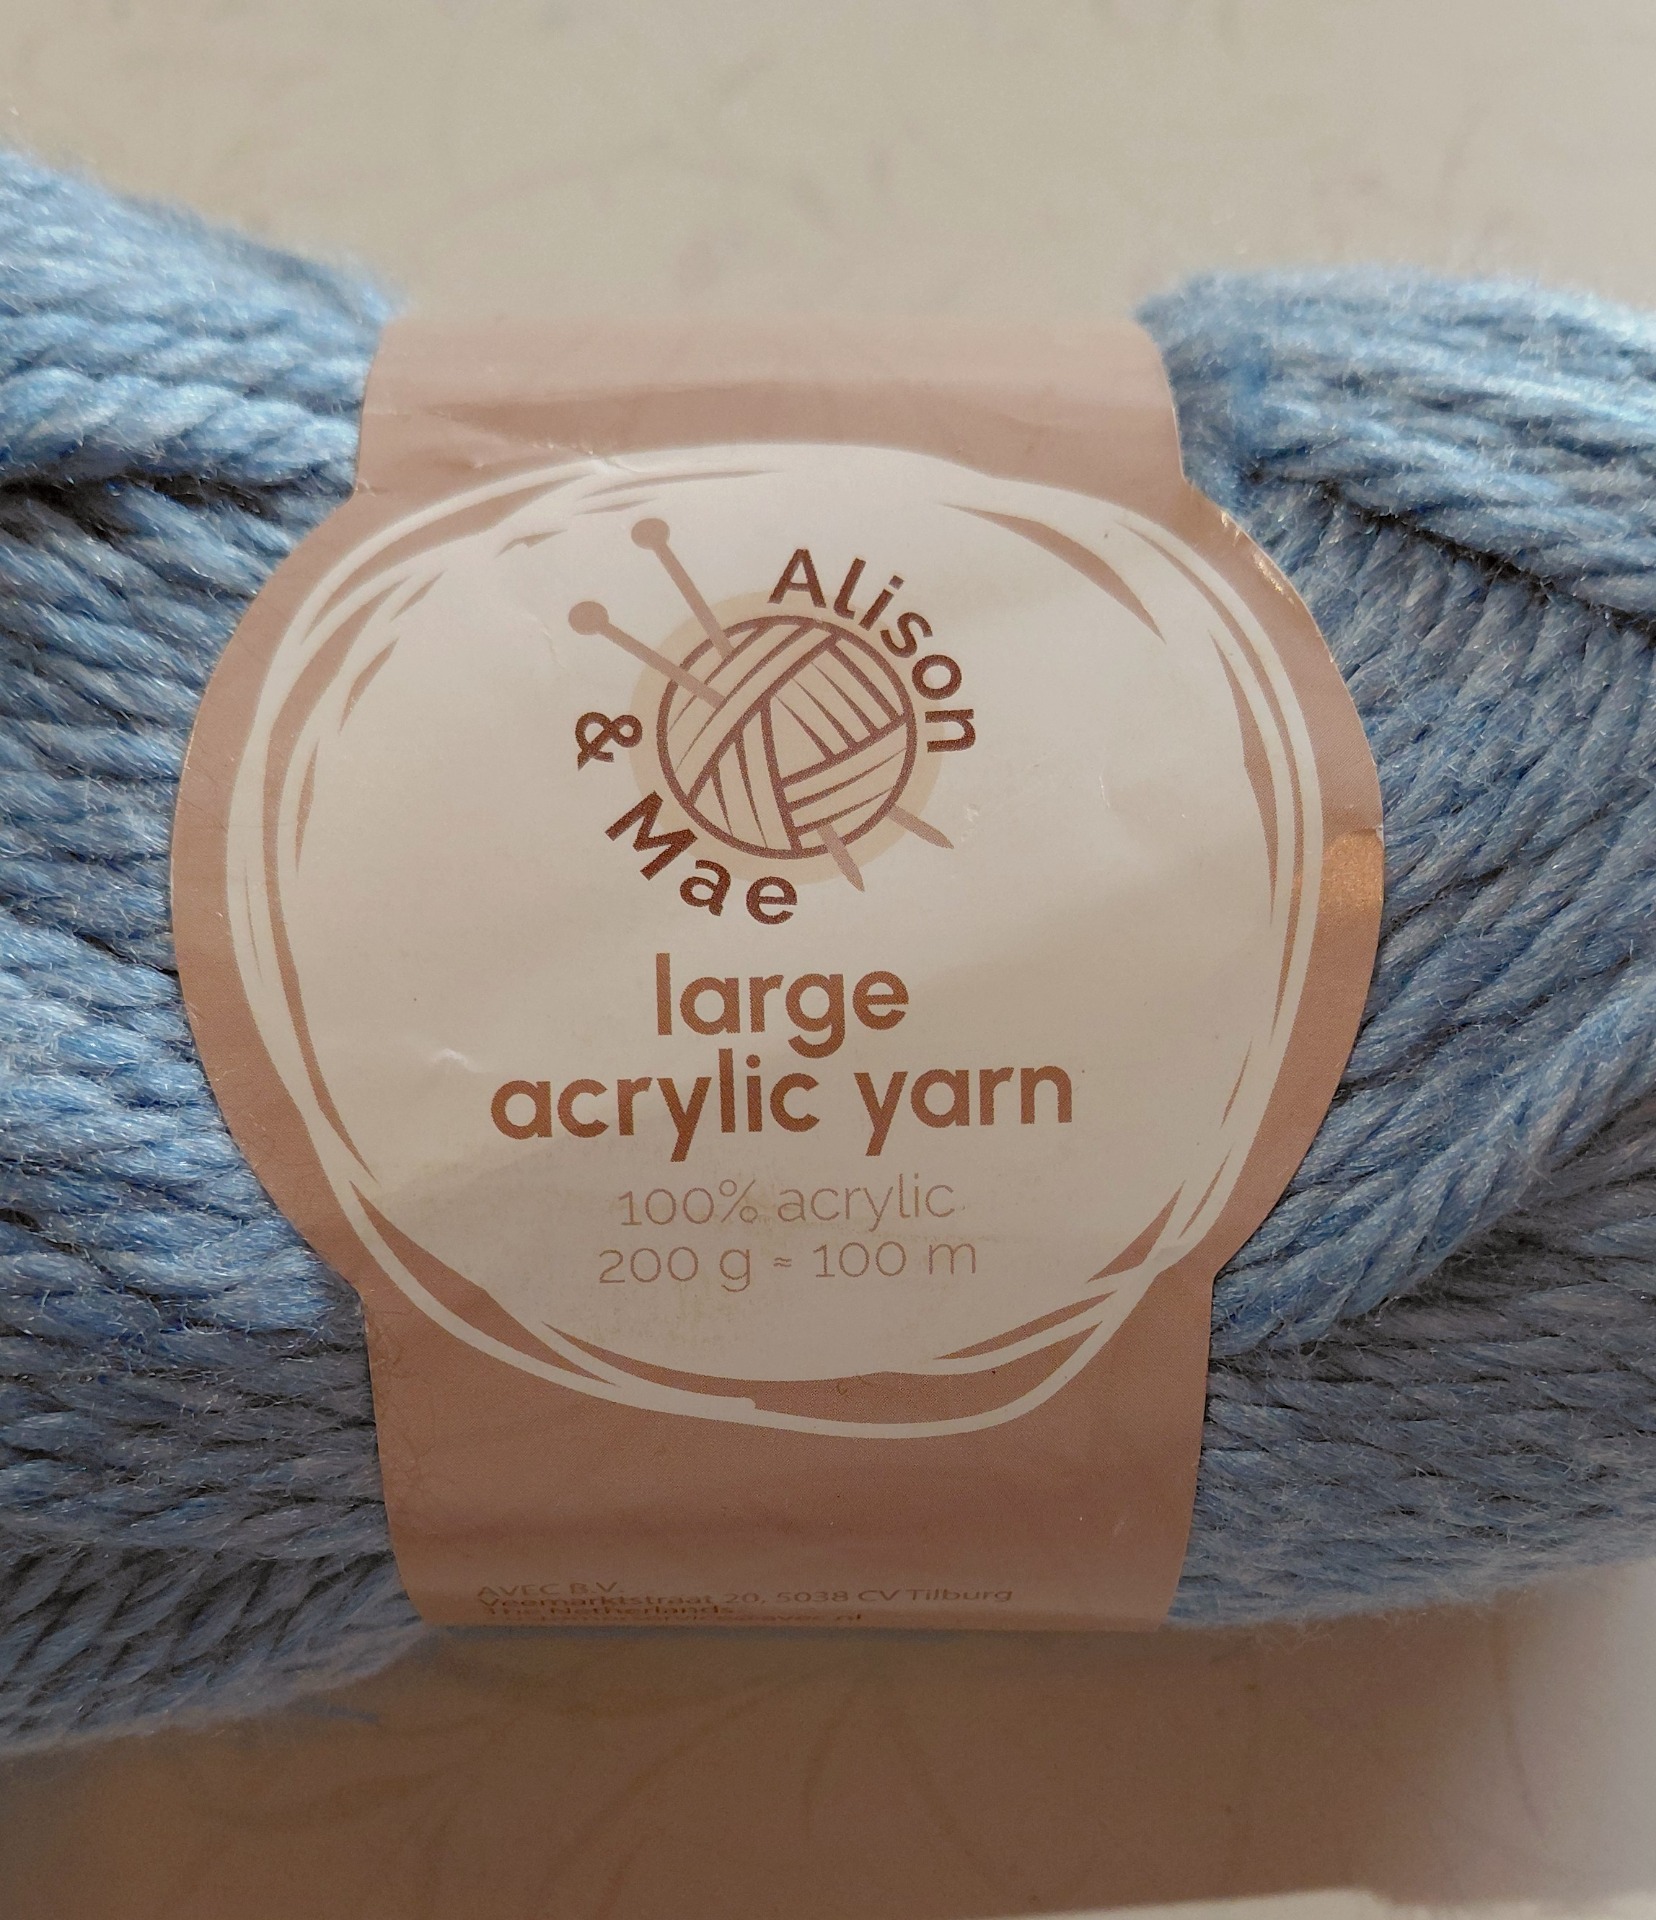 Alison
& Mae
large
acrylic yarn
100% acrylic
200 g ≈ 100 m
AVEC B.V.
Veemarktstraat 20, 5038 CV Tilburg
The Netherlands